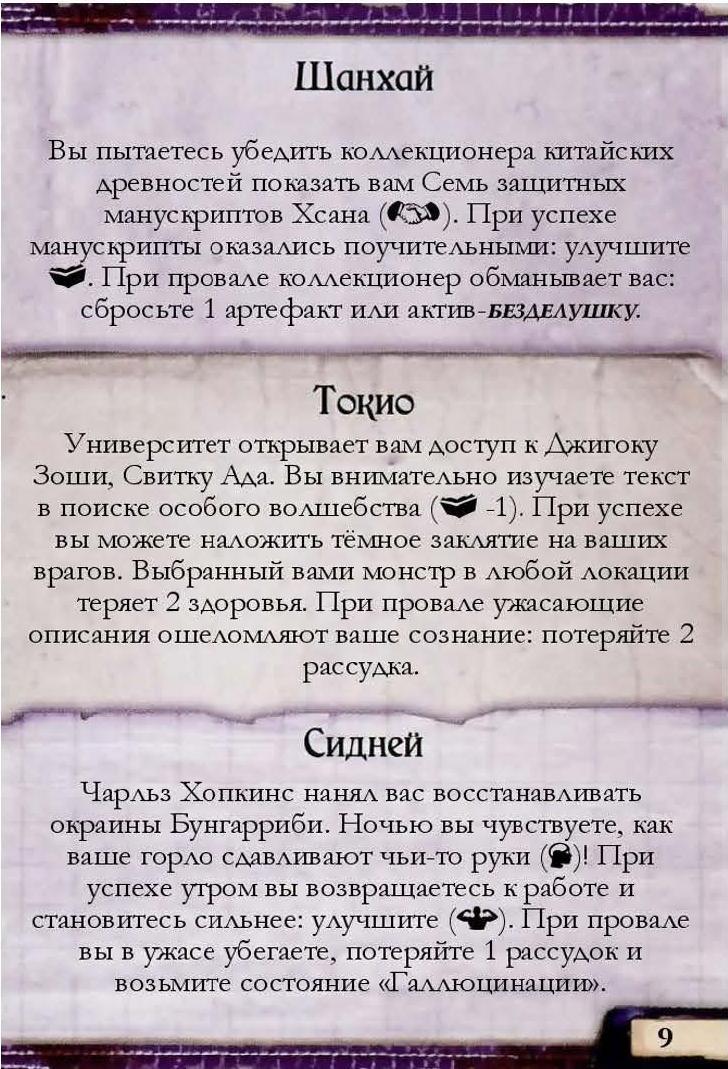 Шанхай
Вы пытаетесь убедить коллекционера китайских
древностей показать вам Семь защитных
манускриптов Хсана (). При успехе
манускрипты оказались поучительными: улучшите
. При провале коллекционер обманывает вас:
сбросьте 1 артефакт или актив-БЕЗДЕЛУШКУ.
Токио
Университет открывает вам доступ к Джигоку
Зоши, Свитку Ада. Вы внимательно изучаете текст
в поиске особого волшебства ( -1). При успехе
вы можете наложить тёмное заклятие на ваших
врагов. Выбранный вами монстр в любой локации
теряет 2 здоровья. При провале ужасающие
описания ошеломляют ваше сознание: потеряйте 2
рассудка.
Сидней
Чарльз Хопкинс нанял вас восстанавливать
окраины Бунгарриби. Ночью вы чувствуете, как
ваше горло сдавливают чьи-то руки ()! При
успехе утром вы возвращаетесь к работе и
становитесь сильнее: улучшите (). При провале
вы в ужасе убегаете, потеряйте 1 рассудок и
возьмите состояние «Галлюцинации».
9